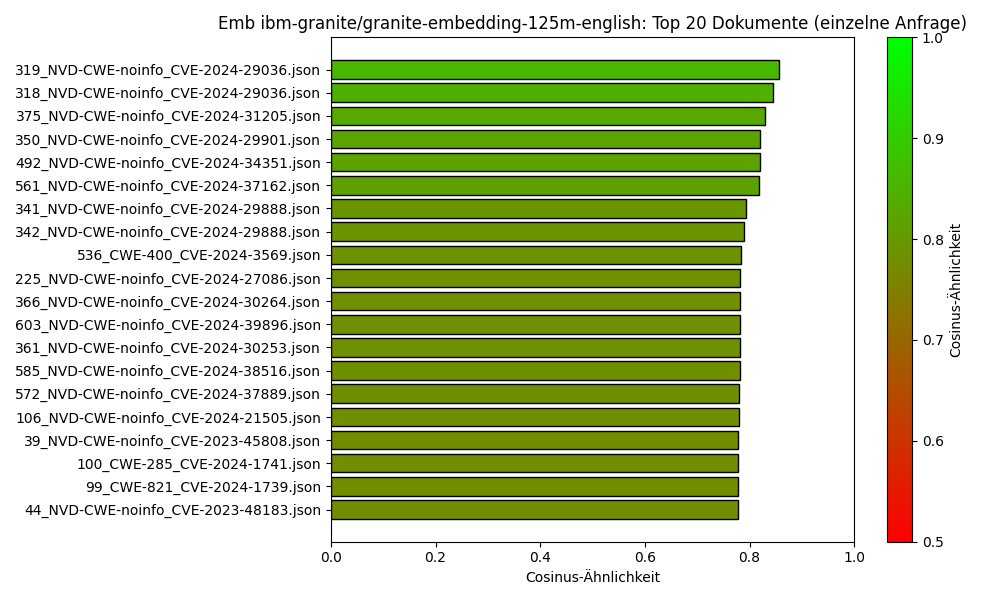 Emb ibm-granite/granite-embedding-125m-english: Top 20 Dokumente (einzelne Anfrage)
319_NVD-CWE-noinfo_CVE-2024-29036.json
318_NVD-CWE-noinfo_CVE-2024-29036.json
375_NVD-CWE-noinfo_CVE-2024-31205.json
350_NVD-CWE-noinfo_CVE-2024-29901.json
492_NVD-CWE-noinfo_CVE-2024-34351.json
561_NVD-CWE-noinfo_CVE-2024-37162.json
341_NVD-CWE-noinfo_CVE-2024-29888.json
342_NVD-CWE-noinfo_CVE-2024-29888.json
536_CWE-400_CVE-2024-3569.json
225_NVD-CWE-noinfo_CVE-2024-27086.json
366_NVD-CWE-noinfo_CVE-2024-30264.json
603_NVD-CWE-noinfo_CVE-2024-39896.json
361_NVD-CWE-noinfo_CVE-2024-30253.json
585_NVD-CWE-noinfo_CVE-2024-38516.json
572_NVD-CWE-noinfo_CVE-2024-37889.json
106_NVD-CWE-noinfo_CVE-2024-21505.json
39_NVD-CWE-noinfo_CVE-2023-45808.json
100_CWE-285_CVE-2024-1741.json
99_CWE-821_CVE-2024-1739.json
44_NVD-CWE-noinfo_CVE-2023-48183.json
0.0 0.2 0.4 0.6 0.8 1.0
Cosinus-Ähnlichkeit
1.0
0.9
0.8
0.7
0.6
0.5
Cosinus-Ähnlichkeit